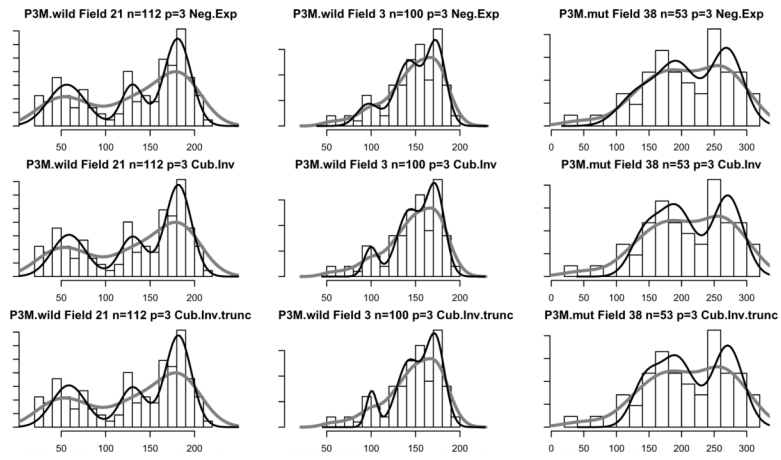 P3M.wild Field 21 n=112 p=3 Neg.Exp
P3M.wild Field 3 n=100 p=3 Neg.Exp
P3M.mut Field 38 n=53 p=3 Neg.Exp
50 100 150 200
50 100 150 200
0 50 100 150 200 250 300
P3M.wild Field 21 n=112 p=3 Cub.Inv
P3M.wild Field 3 n=100 p=3 Cub.Inv
P3M.mut Field 38 n=53 p=3 Cub.Inv
50 100 150 200
50 100 150 200
0 50 100 150 200 250 300
P3M.wild Field 21 n=112 p=3 Cub.Inv.trunc
P3M.wild Field 3 n=100 p=3 Cub.Inv.trunc
P3M.mut Field 38 n=53 p=3 Cub.Inv.trunc
50 100 150 200
50 100 150 200
0 50 100 150 200 250 300